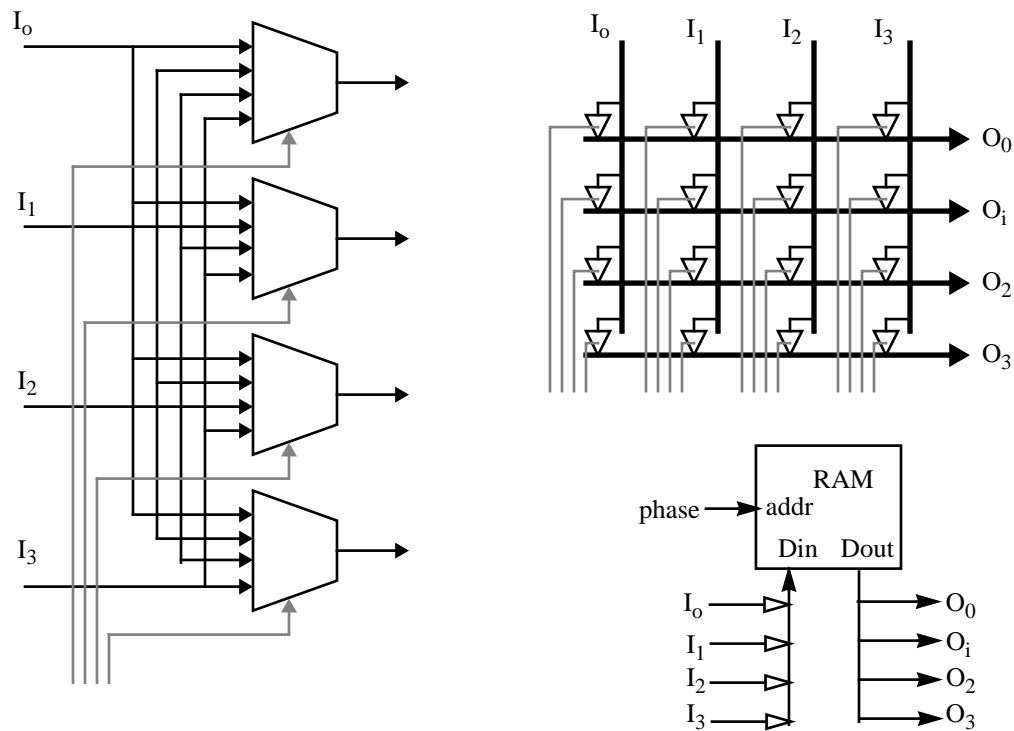 Iₒ
I₁
I₂
I₃
Iₒ I₁ I₂ I₃
O₀
Oᵢ
O₂
O₃
RAM
phase
addr
Din Dout
Iₒ
I₁
I₂
I₃
O₀
Oᵢ
O₂
O₃